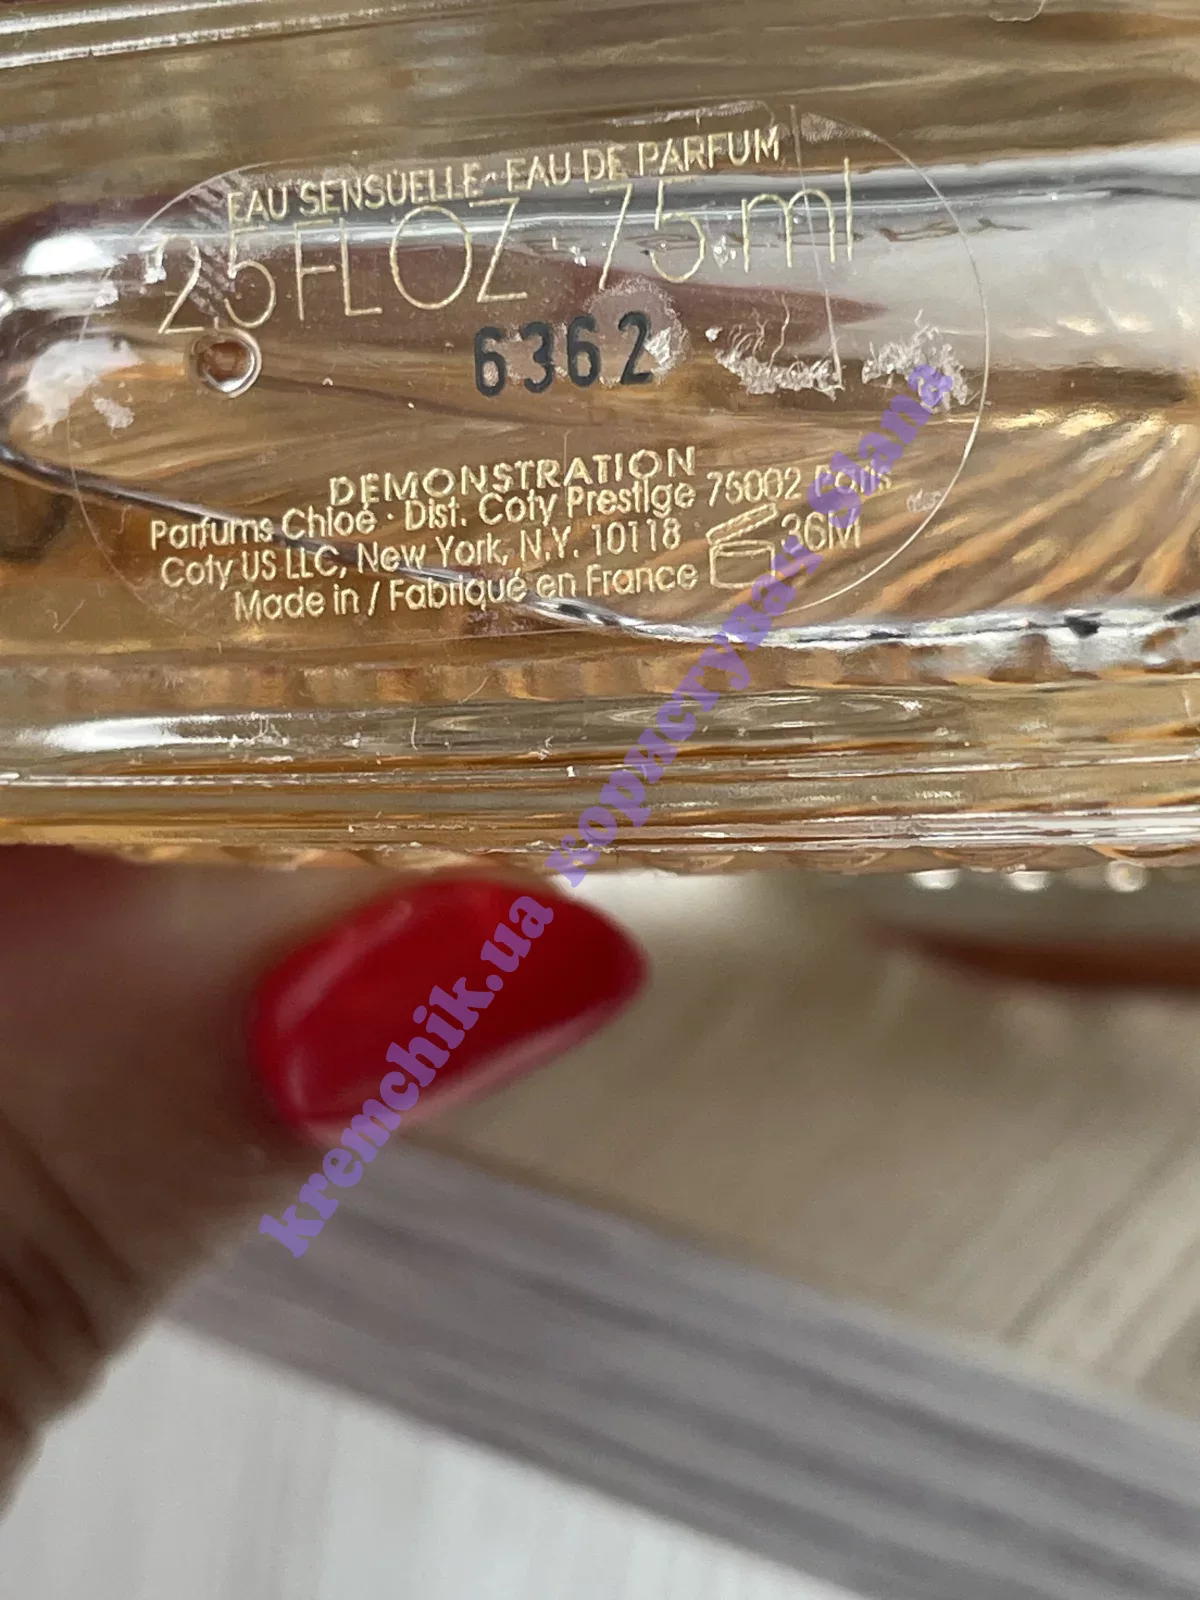 EAU SENSUELLE - EAU DE PARFUM
2.5 FL OZ 75 ml
6362
DEMONSTRATION
Parfums Chloé · Dist. Coty Prestige 75002 Paris
Coty US LLC, New York, N.Y. 10118
36M
Made in / Fabriqué en France
kremchik.ua користувач Slana